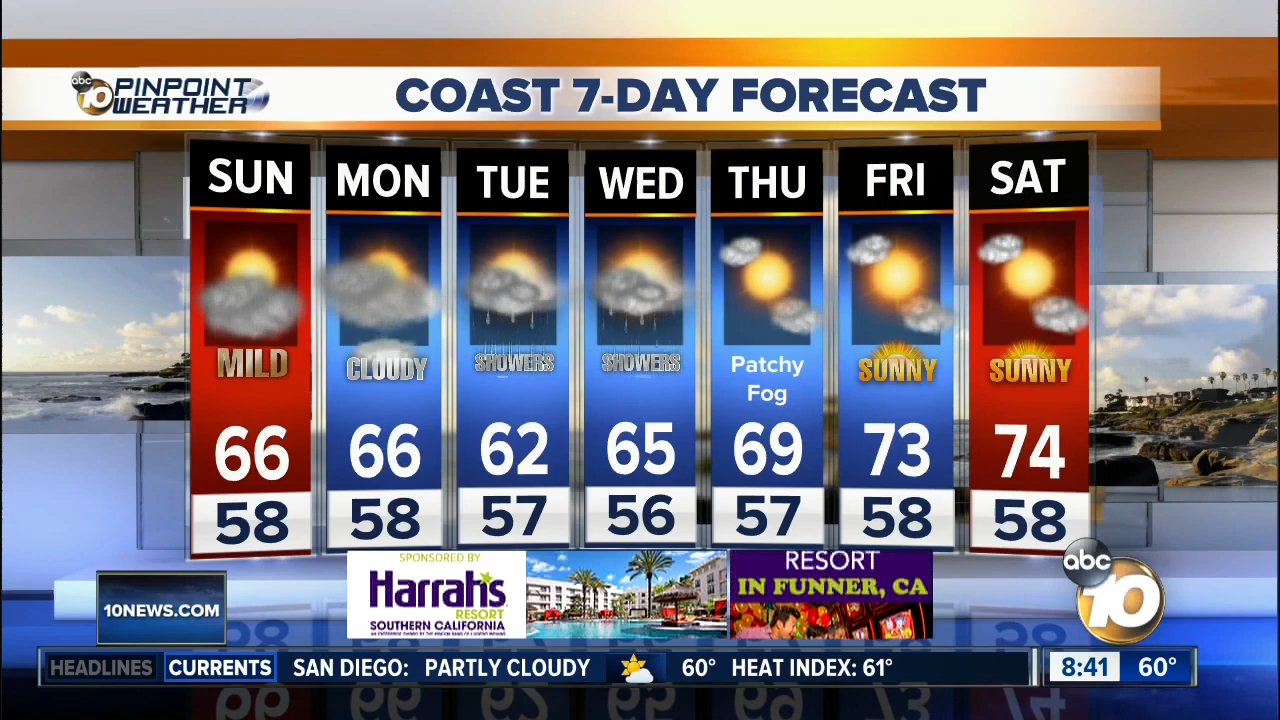 abc 10 PINPOINT WEATHER
COAST 7-DAY FORECAST
SUN MON TUE WED THU FRI SAT
MILD CLOUDY SHOWERS SHOWERS Patchy Fog SUNNY SUNNY
66 66 62 65 69 73 74
58 58 57 56 57 58 58
SPONSORED BY
Harrah's
RESORT
SOUTHERN CALIFORNIA
RESORT
IN FUNNER, CA
10NEWS.COM
abc 10
HEADLINES CURRENTS SAN DIEGO: PARTLY CLOUDY 60° HEAT INDEX: 61° 8:41 60°